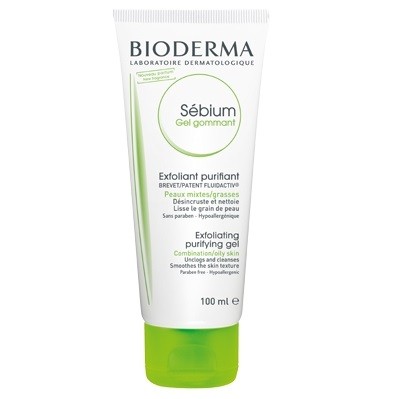 BIODERMA
LABORATOIRE DERMATOLOGIQUE
Sébium
Gel gommant
Exfoliant purifiant
BREVET/PATENT FLUIDACTIV®
Peaux mixtes/grasses
Désincruste et nettoie
Lisse le grain de peau
Sans paraben - Hypoallergénique
Exfoliating
purifying gel
Combination/oily skin
Unclogs and cleanses
Smoothes the skin texture
Paraben free - Hypoallergenic
100 ml ℮